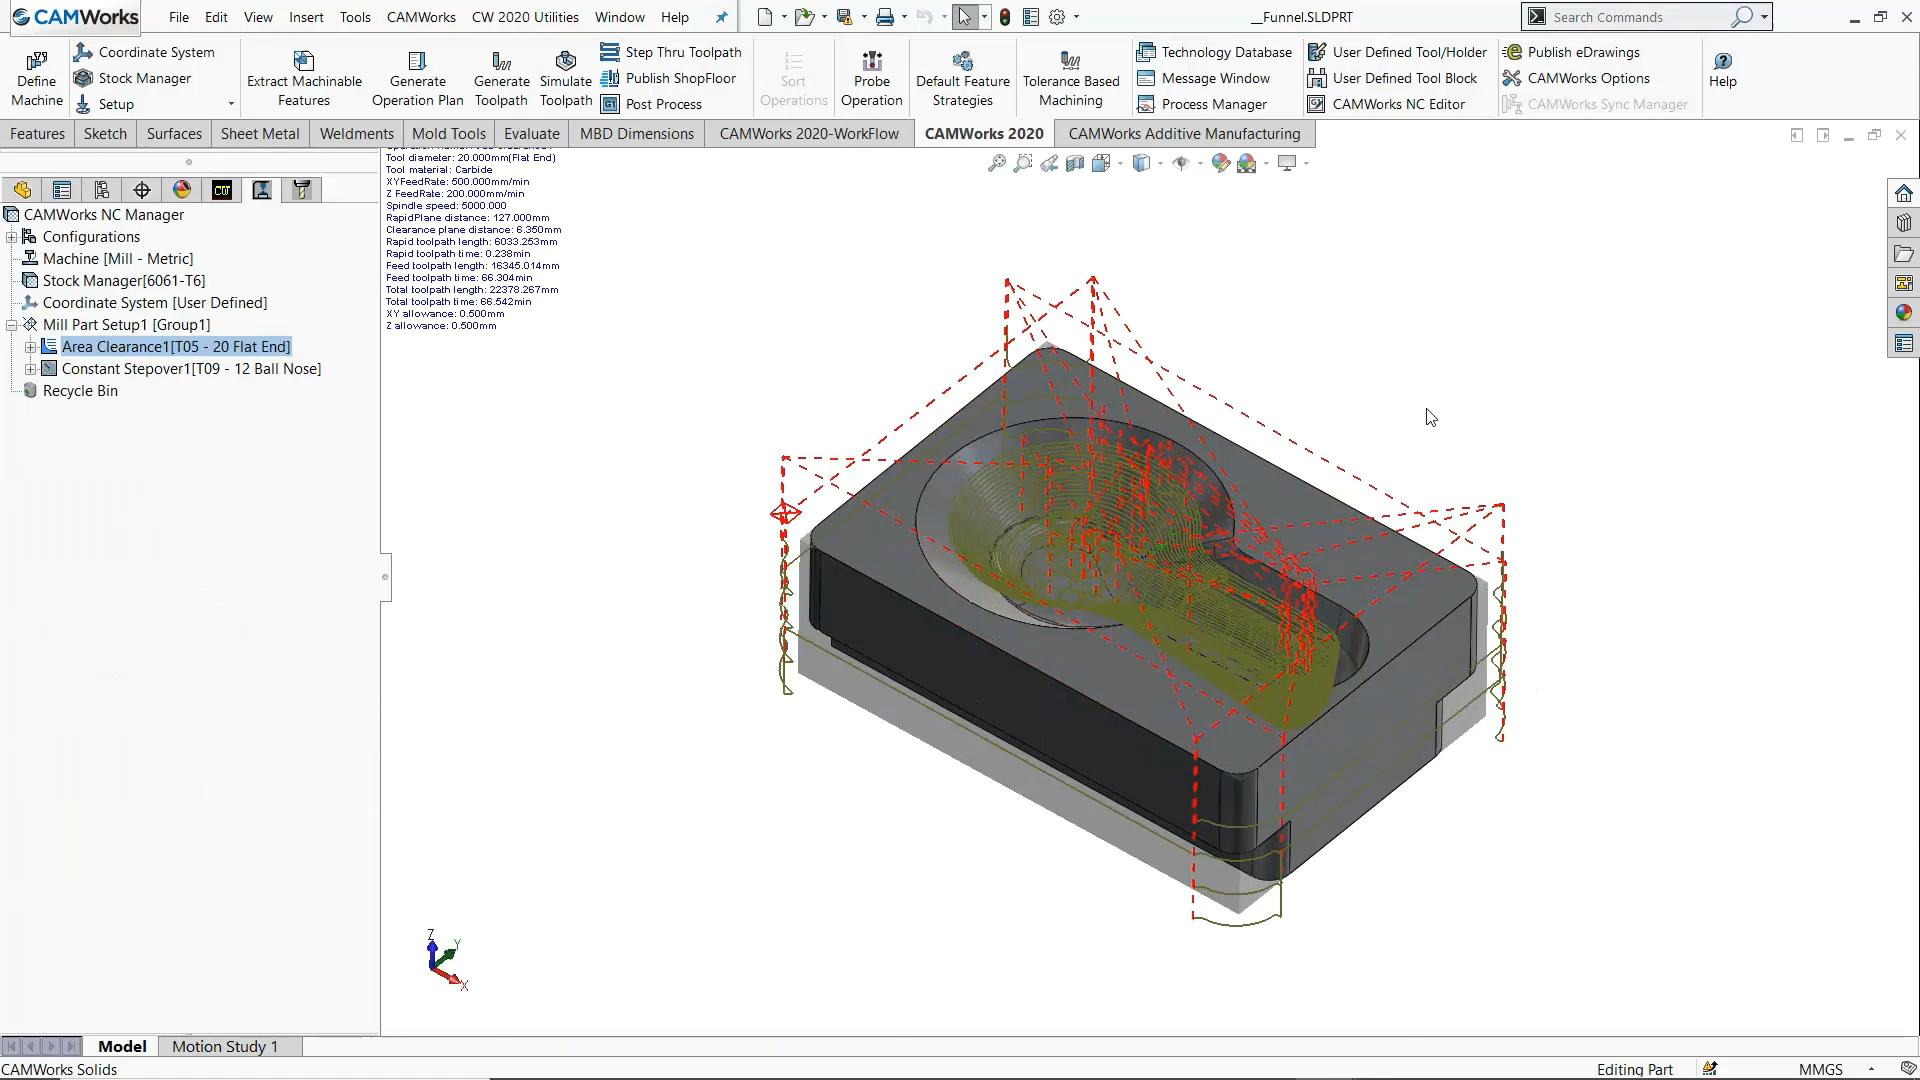 CAMWorks
File Edit View Insert Tools CAMWorks CW 2020 Utilities Window Help
__Funnel.SLDPRT
Search Commands
Define Machine
Coordinate System
Stock Manager
Setup
Extract Machinable Features
Generate Operation Plan
Generate Toolpath
Simulate Toolpath
Step Thru Toolpath
Publish ShopFloor
G1 Post Process
Sort Operations
Probe Operation
Default Feature Strategies
Tolerance Based Machining
Technology Database
Message Window
Process Manager
User Defined Tool/Holder
User Defined Tool Block
CAMWorks NC Editor
Publish eDrawings
CAMWorks Options
CAMWorks Sync Manager
Help
Features Sketch Surfaces Sheet Metal Weldments Mold Tools Evaluate MBD Dimensions CAMWorks 2020-WorkFlow CAMWorks 2020 CAMWorks Additive Manufacturing
CW
CAMWorks NC Manager
Configurations
Machine [Mill - Metric]
Stock Manager[6061-T6]
Coordinate System [User Defined]
Mill Part Setup1 [Group1]
Area Clearance1[T05 - 20 Flat End]
Constant Stepover1[T09 - 12 Ball Nose]
Recycle Bin
Tool diameter: 20.000mm(Flat End)
Tool material: Carbide
XYFeedRate: 500.000mm/min
Z FeedRate: 200.000mm/min
Spindle speed: 5000.000
RapidPlane distance: 127.000mm
Clearance plane distance: 6.350mm
Rapid toolpath length: 6033.253mm
Rapid toolpath time: 0.238min
Feed toolpath length: 16345.014mm
Feed toolpath time: 66.304min
Total toolpath length: 22378.267mm
Total toolpath time: 66.542min
XY allowance: 0.500mm
Z allowance: 0.500mm
Z
Y
X
Model Motion Study 1
CAMWorks Solids
Editing Part
MMGS